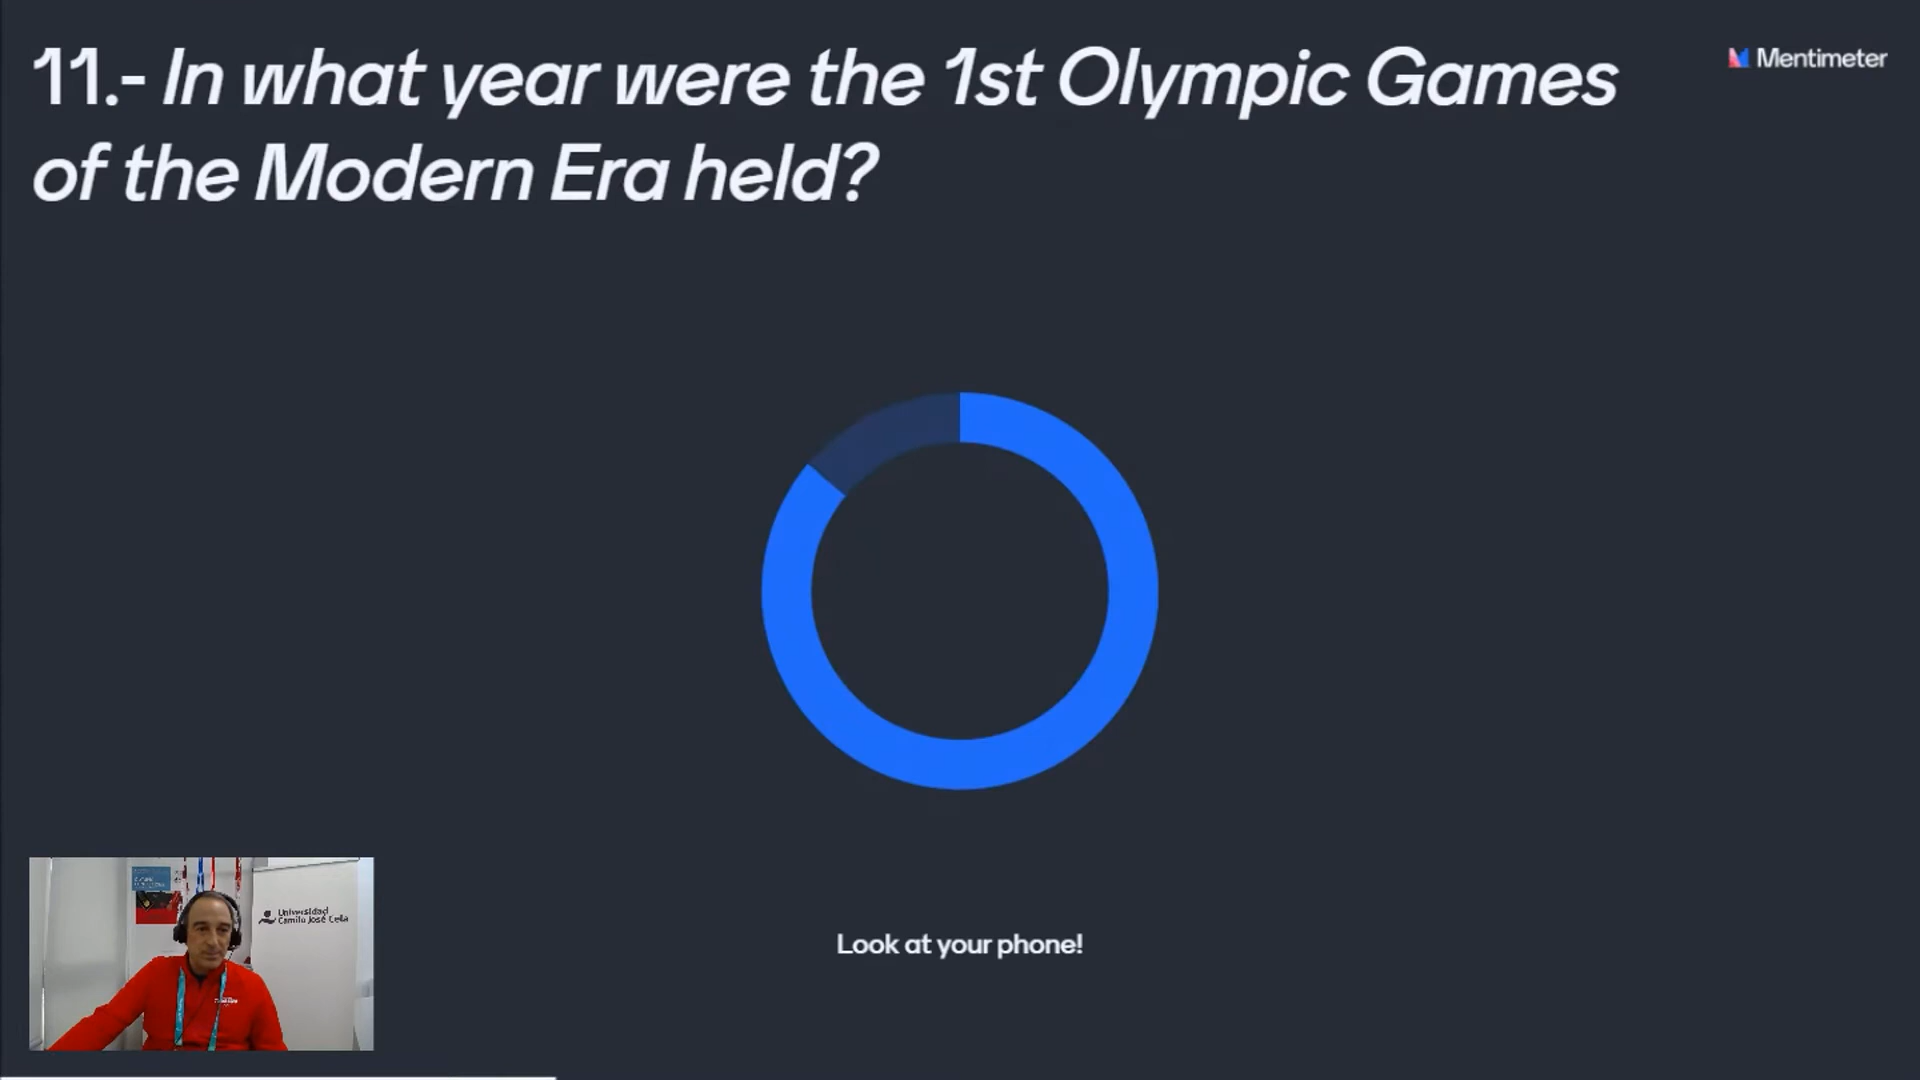 11.- In what year were the 1st Olympic Games
of the Modern Era held?
Mentimeter
Look at your phone!
Universidad
Camilo José Cela